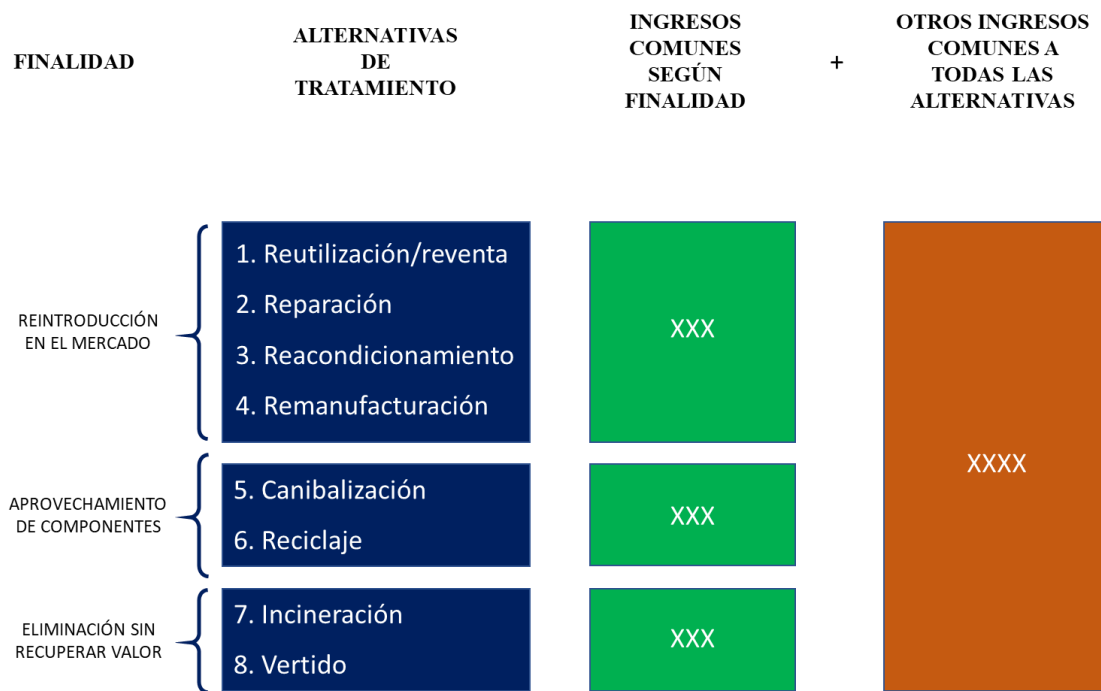 FINALIDAD
ALTERNATIVAS
DE
TRATAMIENTO
INGRESOS
COMUNES
SEGÚN
FINALIDAD
+
OTROS INGRESOS
COMUNES A
TODAS LAS
ALTERNATIVAS
REINTRODUCCIÓN
EN EL MERCADO
1. Reutilización/reventa
2. Reparación
3. Reacondicionamiento
4. Remanufacturación
XXX
XXXX
APROVECHAMIENTO
DE COMPONENTES
5. Canibalización
6. Reciclaje
XXX
ELIMINACIÓN SIN
RECUPERAR VALOR
7. Incineración
8. Vertido
XXX